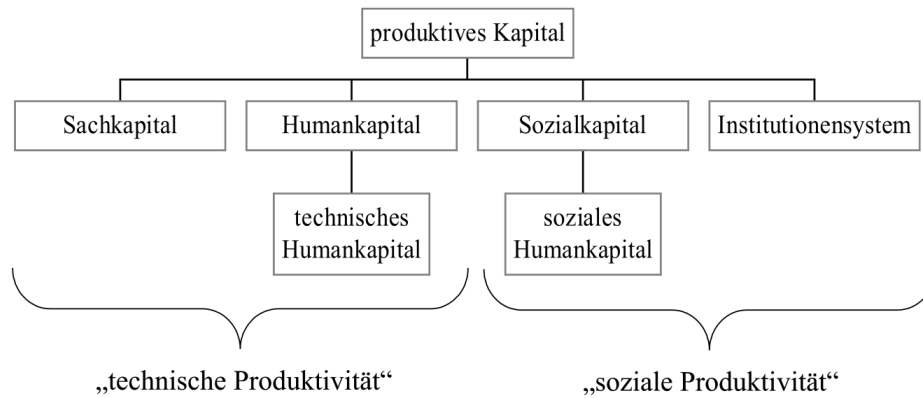 produktives Kapital
Sachkapital
Humankapital
Sozialkapital
Institutionensystem
technisches
Humankapital
soziales
Humankapital
„technische Produktivität“
„soziale Produktivität“